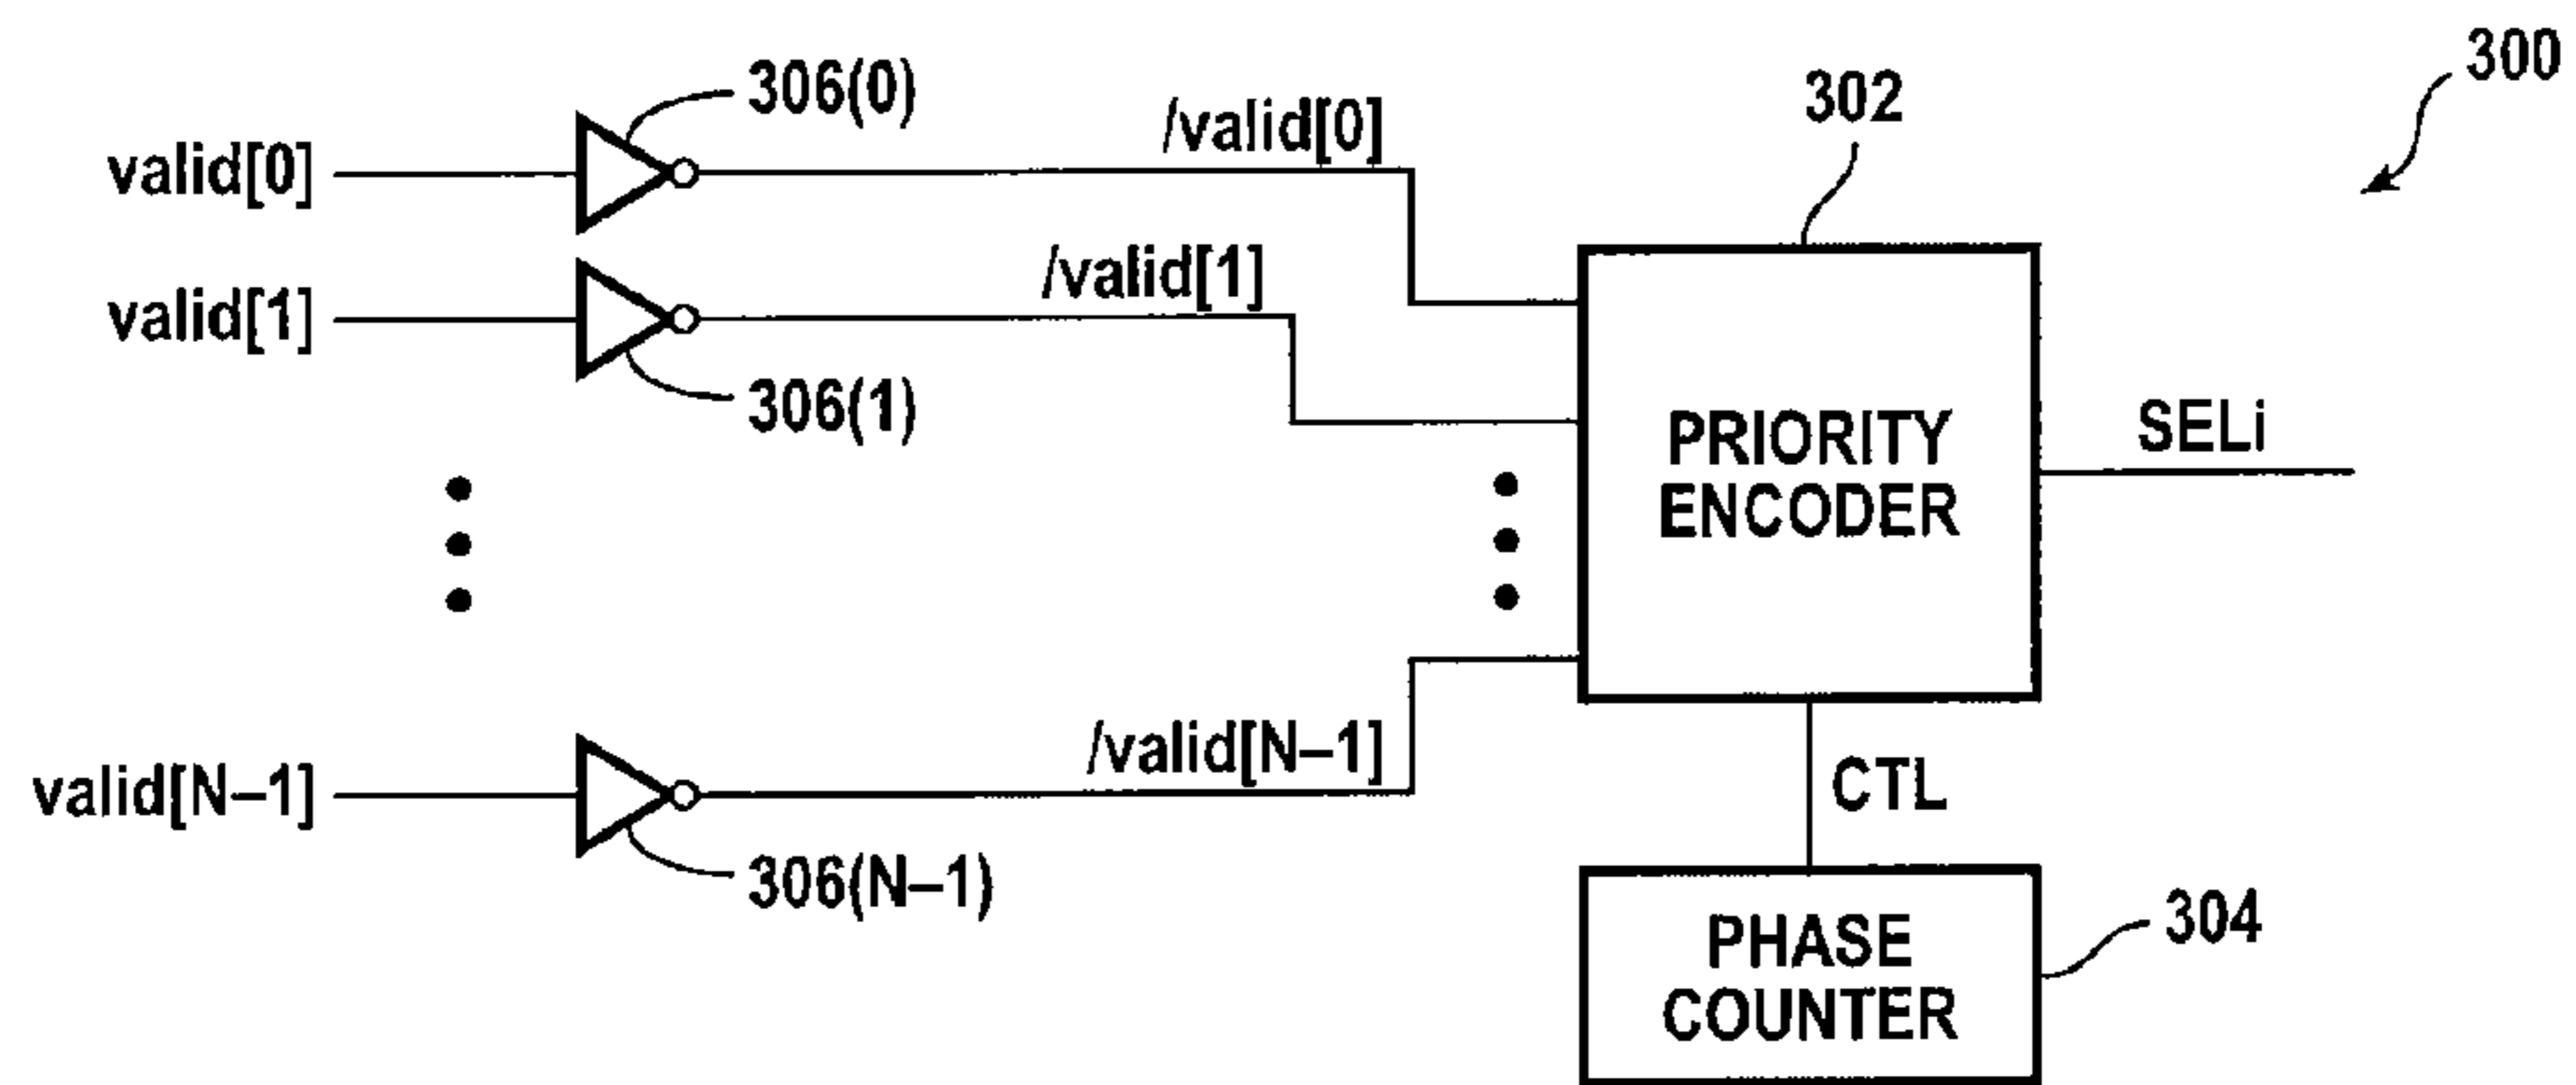 300
306(0)
302
/valid[0]
valid[0]
/valid[1]
valid[1]
306(1)
PRIORITY
ENCODER
SELi
/valid[N–1]
valid[N–1]
CTL
306(N–1)
PHASE
COUNTER
304